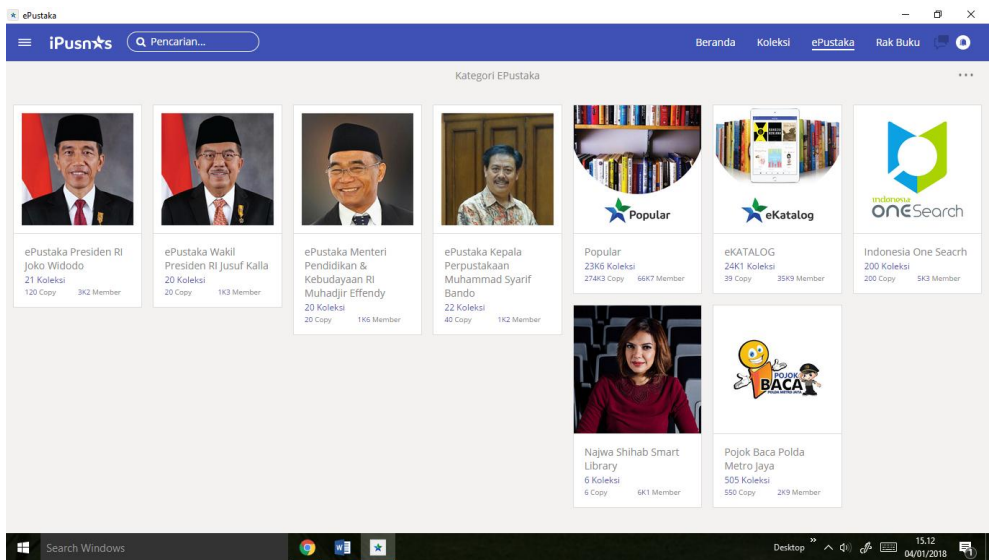 ePustaka
iPusnas
Pencarian...
Beranda
Koleksi
ePustaka
Rak Buku
Kategori EPustaka
ePustaka Presiden RI
Joko Widodo
21 Koleksi
120 Copy 3K2 Member
ePustaka Wakil
Presiden RI Jusuf Kalla
20 Koleksi
20 Copy 1K3 Member
ePustaka Menteri
Pendidikan &
Kebudayaan RI
Muhadjir Effendy
20 Koleksi
20 Copy 1K6 Member
ePustaka Kepala
Perpustakaan
Muhammad Syarif
Bando
22 Koleksi
40 Copy 1K2 Member
Popular
Popular
23K6 Koleksi
274K3 Copy 66K7 Member
eKatalog
eKATALOG
24K1 Koleksi
39 Copy 35K9 Member
indonesia
oneSearch
Indonesia One Seacrh
200 Koleksi
200 Copy 5K3 Member
Najwa Shihab Smart
Library
6 Koleksi
6 Copy 6K1 Member
POJOK
BACA
POLDA METRO JAYA
Pojok Baca Polda
Metro Jaya
505 Koleksi
550 Copy 2K9 Member
Search Windows
Desktop
15.12
04/01/2018